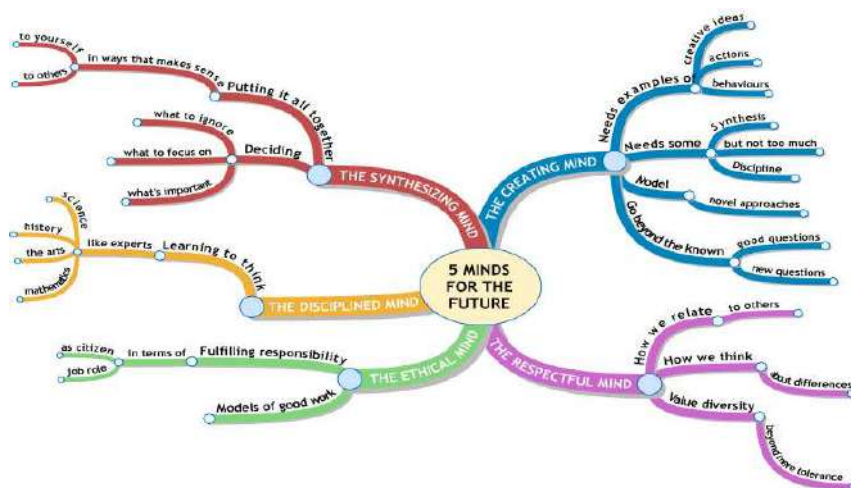 5 MINDS
FOR THE
FUTURE
THE SYNTHESIZING MIND
Putting it all together
in ways that makes sense
to yourself
to others
Deciding
what to ignore
what to focus on
what's important
THE DISCIPLINED MIND
Learning to think
like experts
science
history
the arts
mathematics
THE ETHICAL MIND
Fulfilling responsibility
in terms of
as citizen
job role
Models of good work
THE CREATING MIND
Needs examples of
creative ideas
actions
behaviours
Needs some
Synthesis
but not too much
Discipline
Model
novel approaches
Go beyond the known
good questions
new questions
THE RESPECTFUL MIND
How we relate
to others
How we think
about differences
Value diversity
beyond mere tolerance